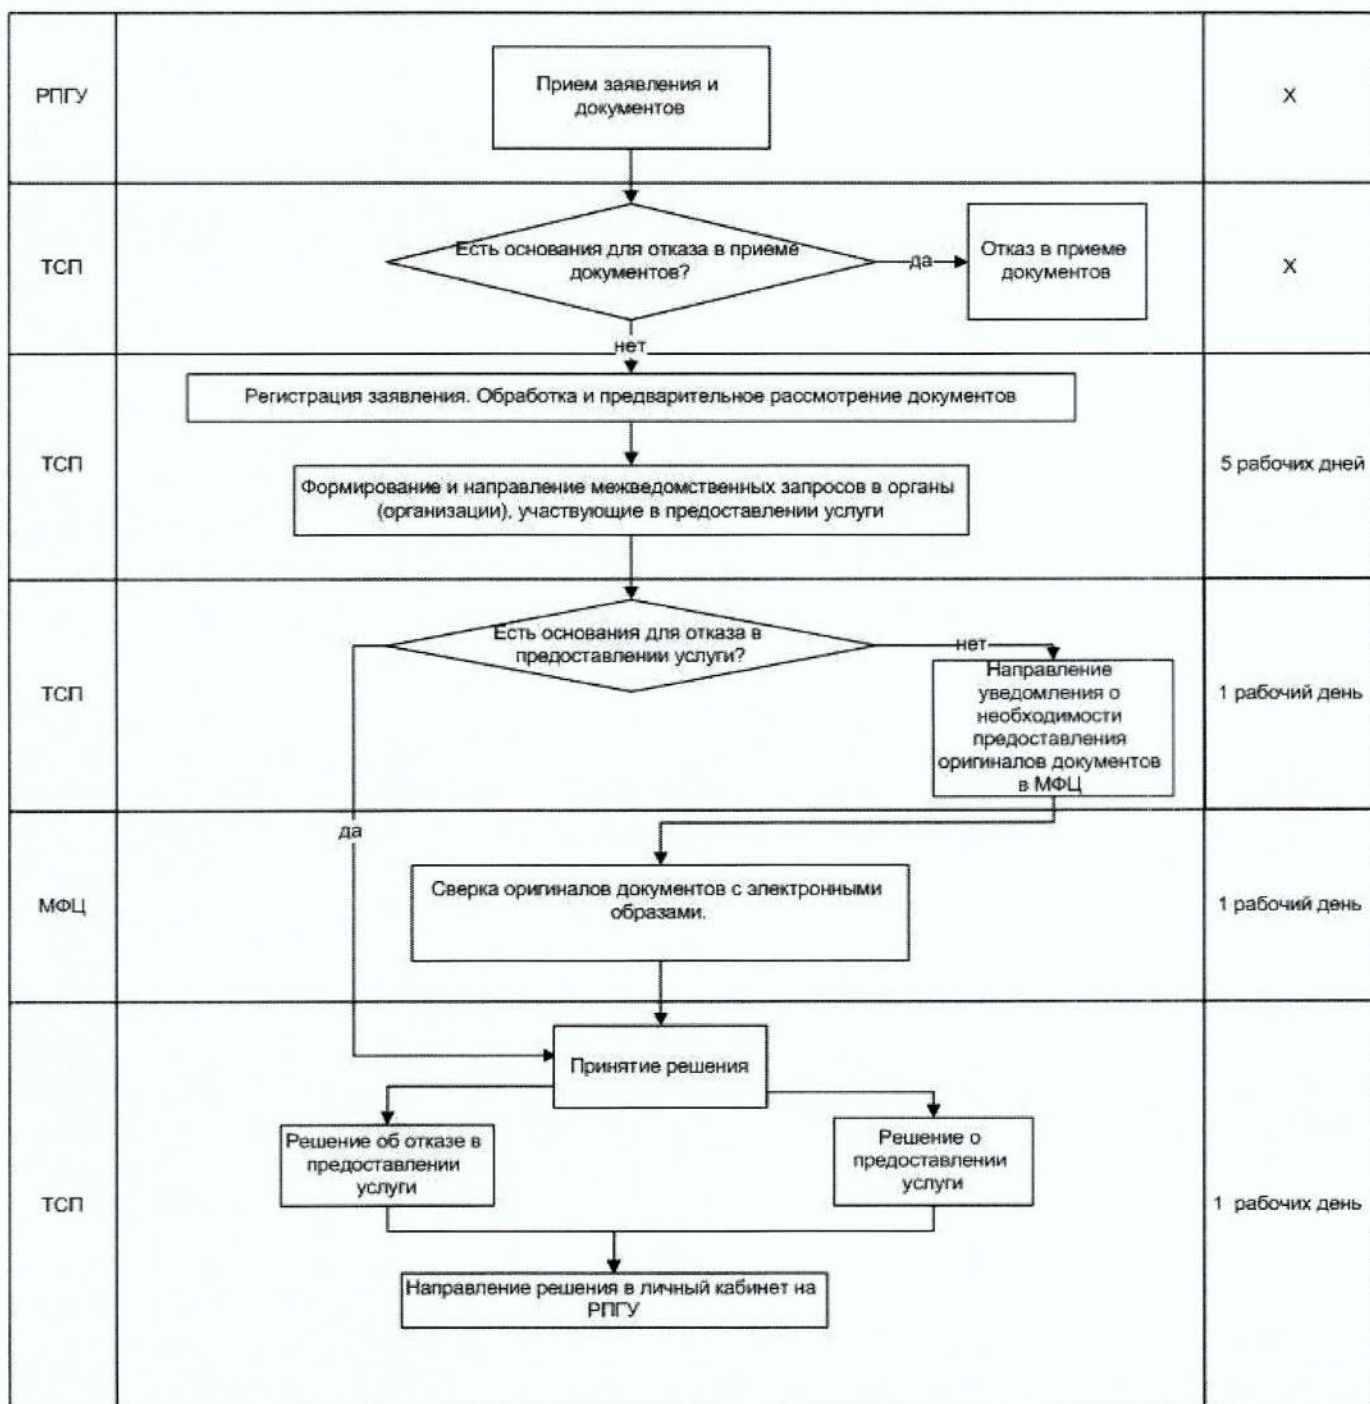 РПГУ
Прием заявления и
документов
X
ТСП
Есть основания для отказа в приеме
документов?
да
Отказ в приеме
документов
X
нет
ТСП
Регистрация заявления. Обработка и предварительное рассмотрение документов
Формирование и направление межведомственных запросов в органы
(организации), участвующие в предоставлении услуги
5 рабочих дней
ТСП
Есть основания для отказа в
предоставлении услуги?
нет
Направление
уведомления о
необходимости
предоставления
оригиналов документов
в МФЦ
1 рабочий день
да
МФЦ
Сверка оригиналов документов с электронными
образами.
1 рабочий день
ТСП
Принятие решения
Решение об отказе в
предоставлении
услуги
Решение о
предоставлении
услуги
1 рабочих день
Направление решения в личный кабинет на
РПГУ